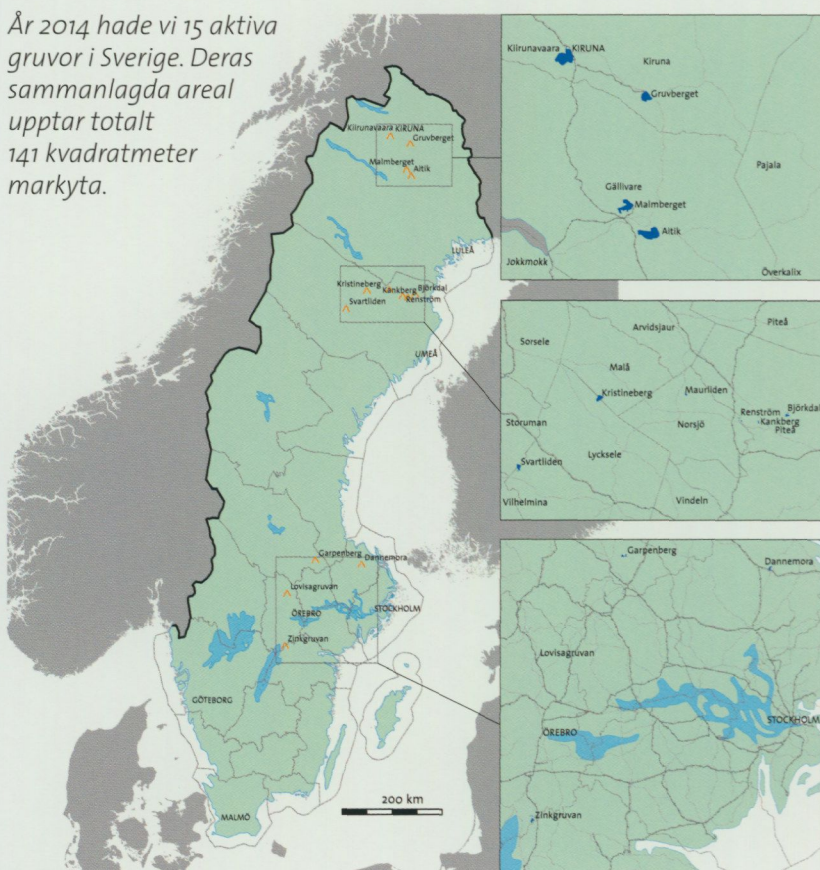 År 2014 hade vi 15 aktiva
gruvor i Sverige. Deras
sammanlagda areal
upptar totalt
141 kvadratmeter
markyta.
Kiirunavaara KIRUNA
Gruvberget
Malmberget
Aitik
LULEÅ
Kristineberg
Kankberg
Björkdal
Renström
Svartliden
UMEÅ
Garpenberg
Dannemora
Lovisagruvan
ÖREBRO
STOCKHOLM
Zinkgruvan
GÖTEBORG
MALMÖ
200 km
Kiirunavaara KIRUNA
Kiruna
Gruvberget
Pajala
Gällivare
Malmberget
Aitik
Jokkmokk
Överkalix
Arvidsjaur
Piteå
Sorsele
Malå
Kristineberg
Maurliden
Renström
Björkdal
Kankberg
Piteå
Storuman
Norsjö
Lycksele
Svartliden
Vilhelmina
Vindeln
Garpenberg
Dannemora
Lovisagruvan
STOCKHOLM
ÖREBRO
Zinkgruvan